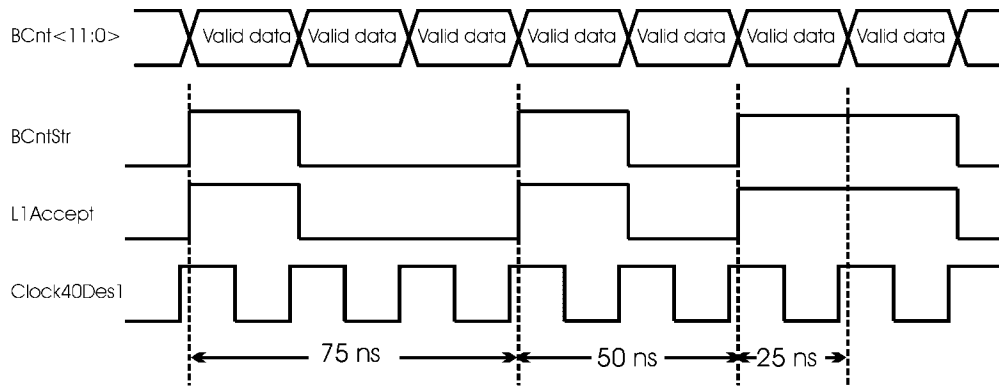 BCnt<11:0>
Valid data Valid data Valid data Valid data Valid data Valid data Valid data
BCntStr
L1Accept
Clock40Des1
75 ns 50 ns 25 ns